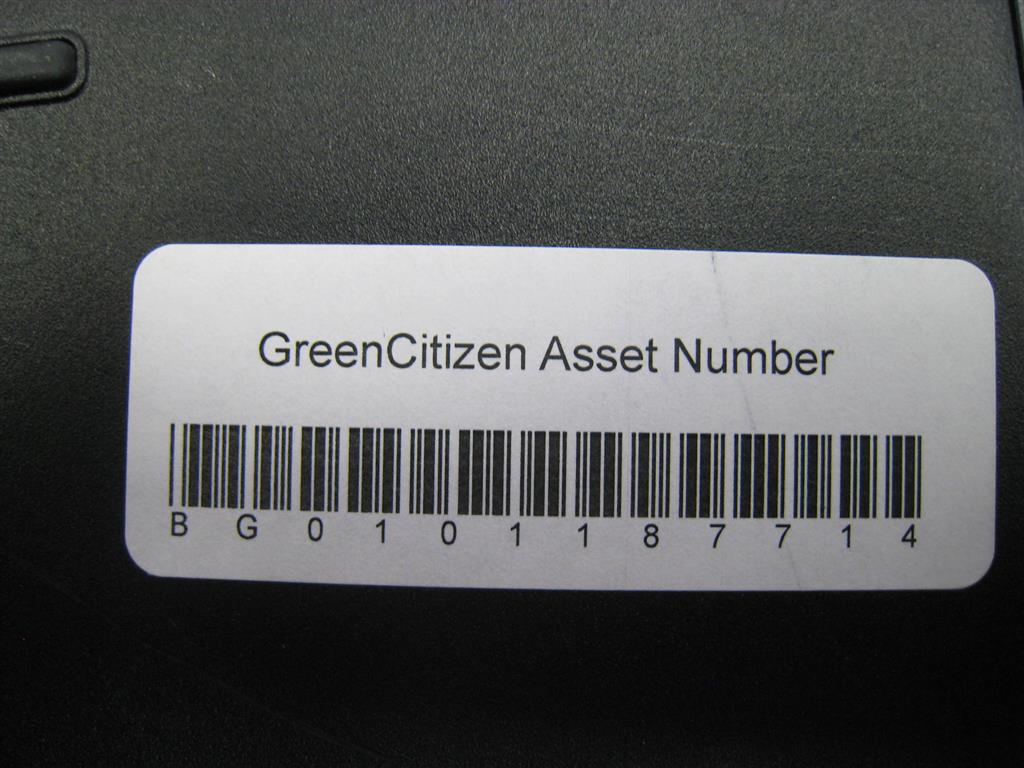 GreenCitizen Asset Number
B G 0 1 0 1 1 8 7 7 1 4